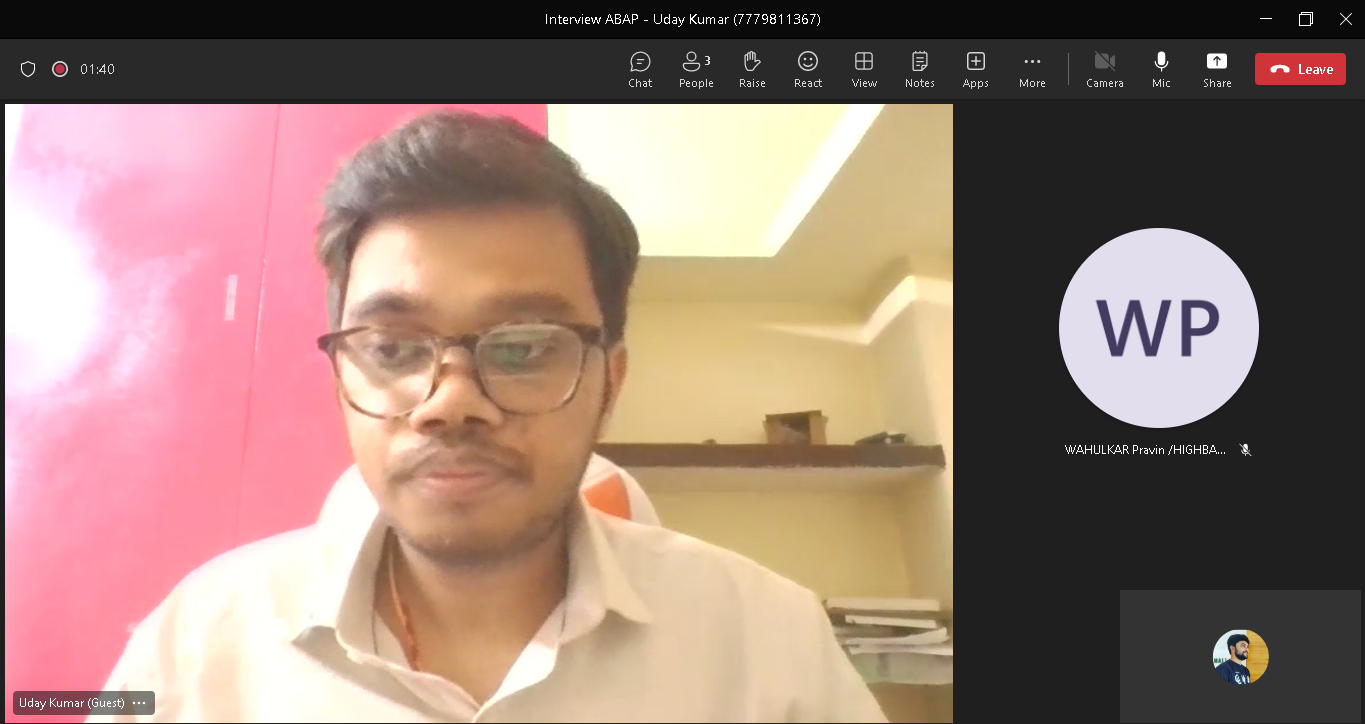 Interview ABAP - Uday Kumar (7779811367)
01:40
Chat
People 3
Raise
React
View
Notes
Apps
More
Camera
Mic
Share
Leave
WP
WAHULKAR Pravin /HIGHBA...
Uday Kumar (Guest) ...